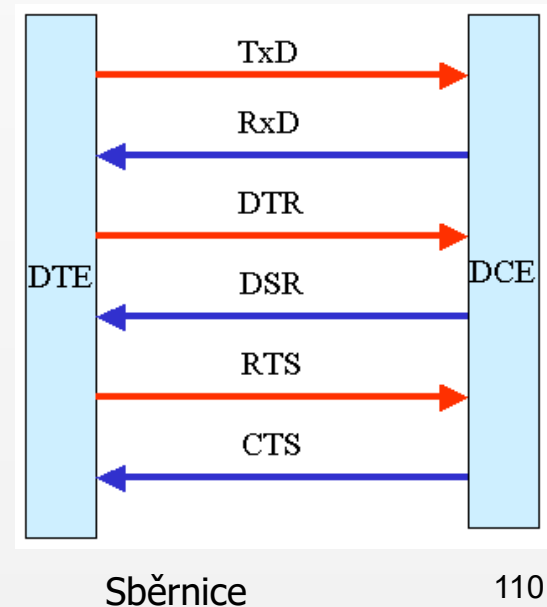 TxD
RxD
DTR
DTE
DSR
DCE
RTS
CTS
Sběrnice
110